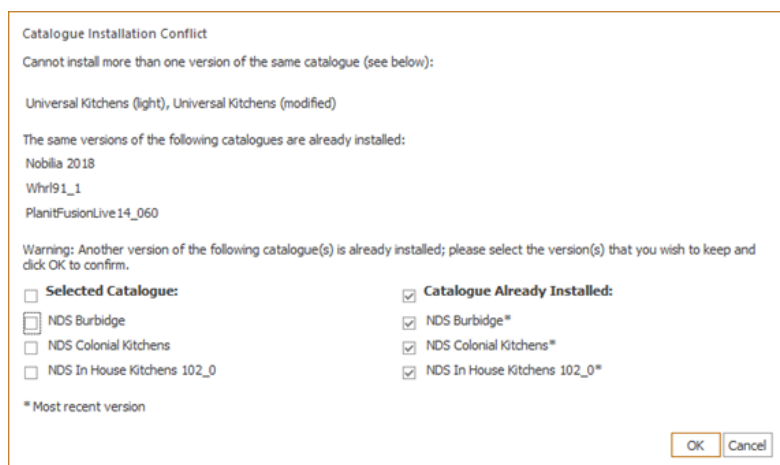 Catalogue Installation Conflict
Cannot install more than one version of the same catalogue (see below):
Universal Kitchens (light), Universal Kitchens (modified)
The same versions of the following catalogues are already installed:
Nobilia 2018
Whrl91_1
PlanitFusionLive14_060
Warning: Another version of the following catalogue(s) is already installed; please select the version(s) that you wish to keep and
click OK to confirm.
Selected Catalogue: Catalogue Already Installed:
NDS Burbidge NDS Burbidge*
NDS Colonial Kitchens NDS Colonial Kitchens*
NDS In House Kitchens 102_0 NDS In House Kitchens 102_0*
* Most recent version
OK Cancel